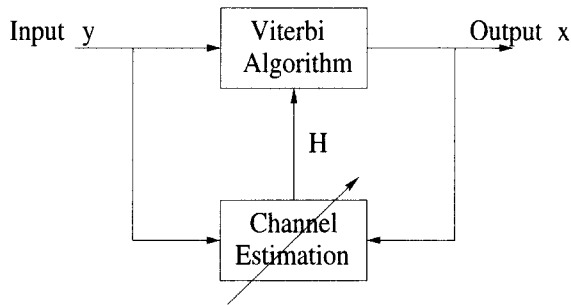 Input y
Viterbi
Algorithm
Output x
H
Channel
Estimation